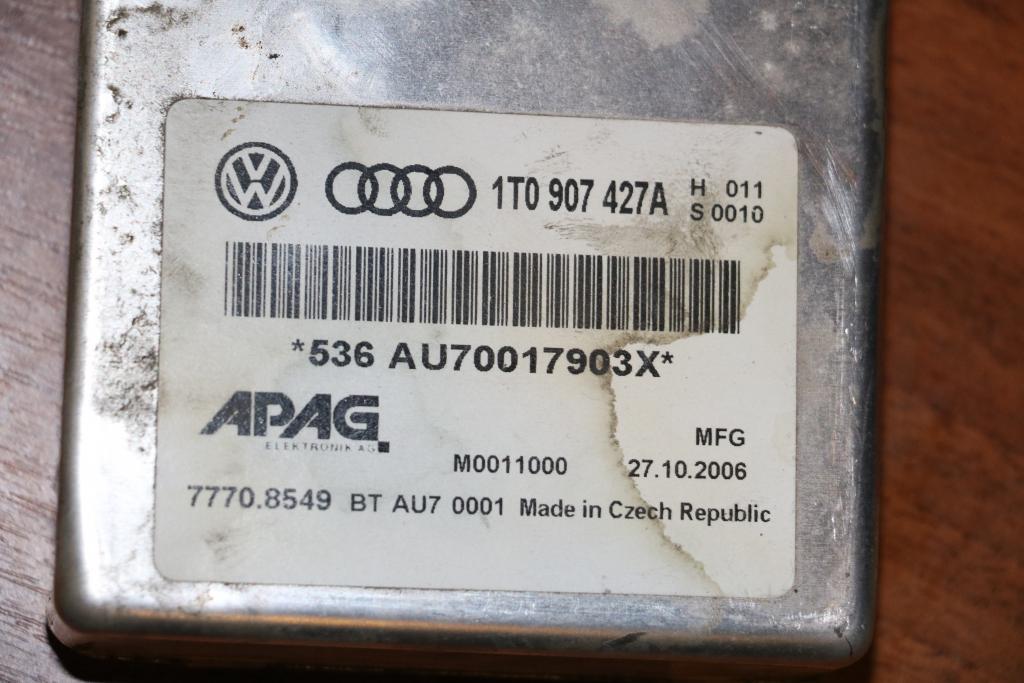 1T0 907 427A H 011
S 0010
*536 AU70017903X*
APAG
ELEKTRONIK AG
MFG
M0011000 27.10.2006
7770.8549 BT AU7 0001 Made in Czech Republic